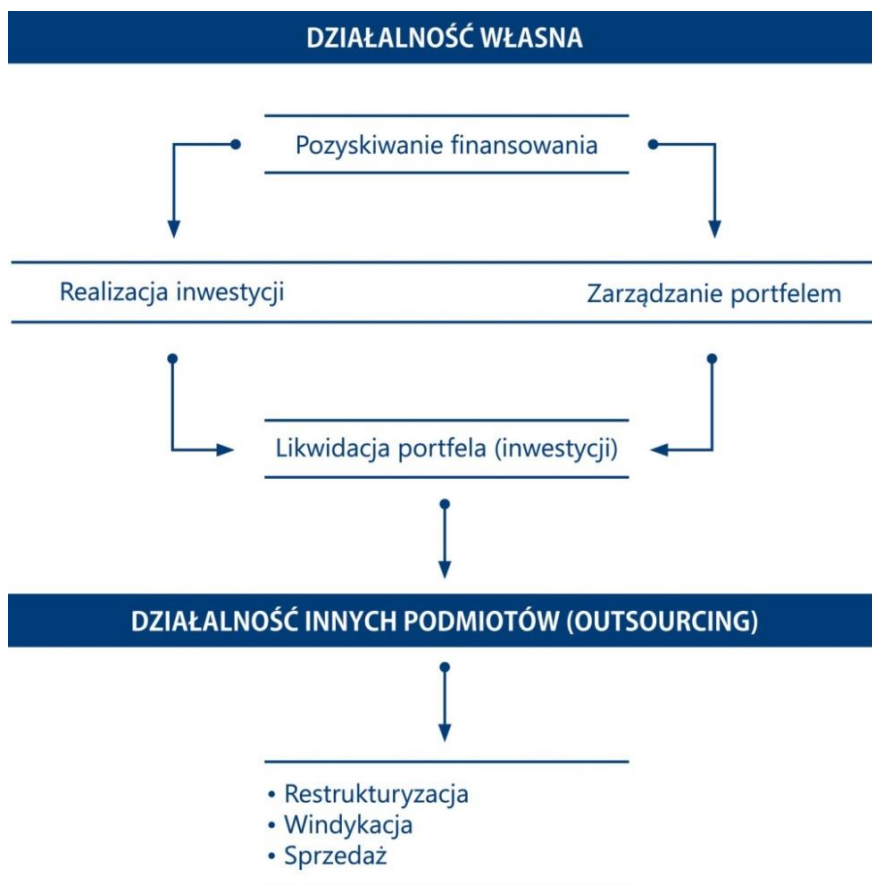 DZIAŁALNOŚĆ WŁASNA
Pozyskiwanie finansowania
Realizacja inwestycji
Zarządzanie portfelem
Likwidacja portfela (inwestycji)
DZIAŁALNOŚĆ INNYCH PODMIOTÓW (OUTSOURCING)
• Restrukturyzacja
• Windykacja
• Sprzedaż